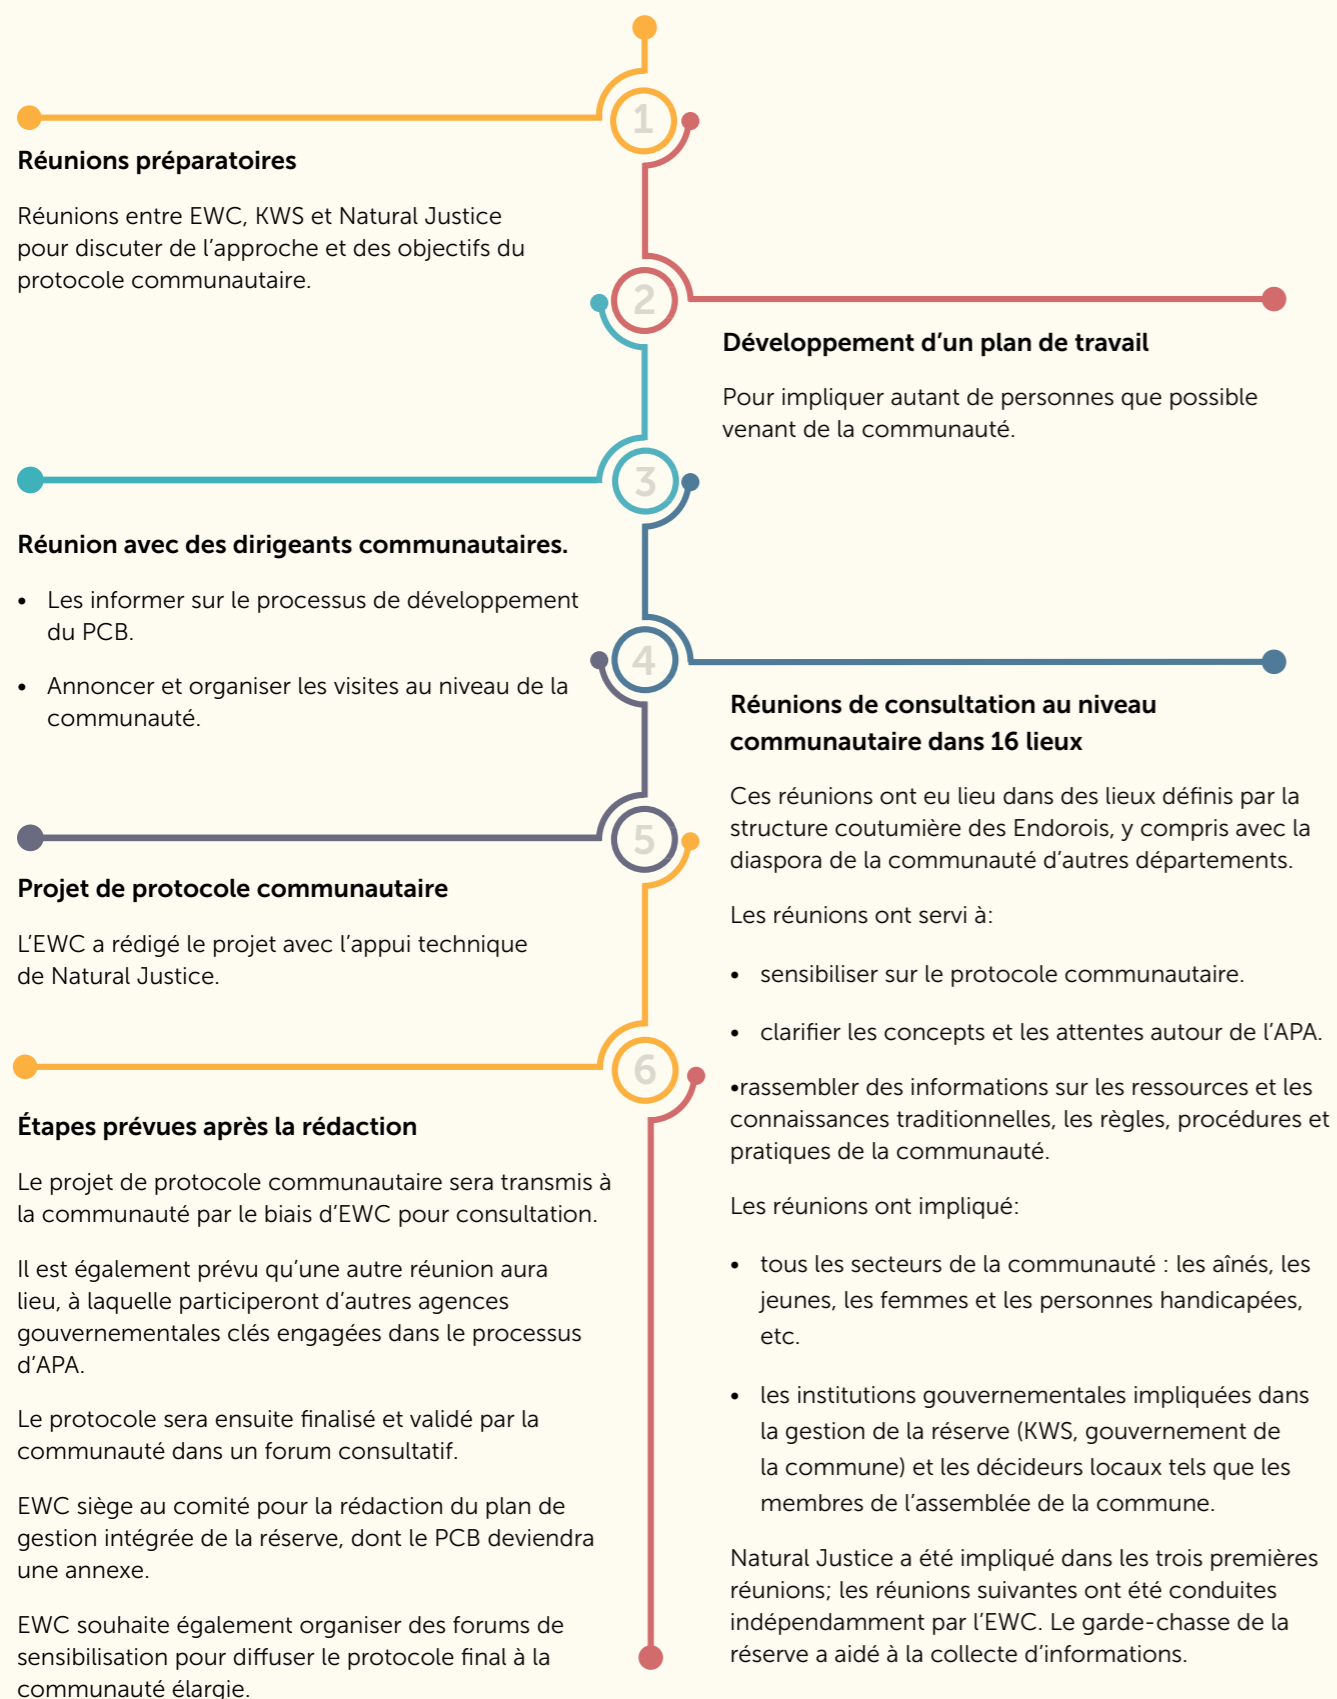 1
Réunions préparatoires
Réunions entre EWC, KWS et Natural Justice
pour discuter de l’approche et des objectifs du
protocole communautaire.
2
Développement d’un plan de travail
Pour impliquer autant de personnes que possible
venant de la communauté.
3
Réunion avec des dirigeants communautaires.
• Les informer sur le processus de développement
du PCB.
• Annoncer et organiser les visites au niveau de la
communauté.
4
Réunions de consultation au niveau
communautaire dans 16 lieux
Ces réunions ont eu lieu dans des lieux définis par la
structure coutumière des Endorois, y compris avec la
diaspora de la communauté d’autres départements.
Les réunions ont servi à:
• sensibiliser sur le protocole communautaire.
• clarifier les concepts et les attentes autour de l’APA.
•rassembler des informations sur les ressources et les
connaissances traditionnelles, les règles, procédures et
pratiques de la communauté.
Les réunions ont impliqué:
• tous les secteurs de la communauté : les aînés, les
jeunes, les femmes et les personnes handicapées,
etc.
• les institutions gouvernementales impliquées dans
la gestion de la réserve (KWS, gouvernement de
la commune) et les décideurs locaux tels que les
membres de l’assemblée de la commune.
Natural Justice a été impliqué dans les trois premières
réunions; les réunions suivantes ont été conduites
indépendamment par l’EWC. Le garde-chasse de la
réserve a aidé à la collecte d’informations.
5
Projet de protocole communautaire
L’EWC a rédigé le projet avec l’appui technique
de Natural Justice.
6
Étapes prévues après la rédaction
Le projet de protocole communautaire sera transmis à
la communauté par le biais d’EWC pour consultation.
Il est également prévu qu’une autre réunion aura
lieu, à laquelle participeront d’autres agences
gouvernementales clés engagées dans le processus
d’APA.
Le protocole sera ensuite finalisé et validé par la
communauté dans un forum consultatif.
EWC siège au comité pour la rédaction du plan de
gestion intégrée de la réserve, dont le PCB deviendra
une annexe.
EWC souhaite également organiser des forums de
sensibilisation pour diffuser le protocole final à la
communauté élargie.